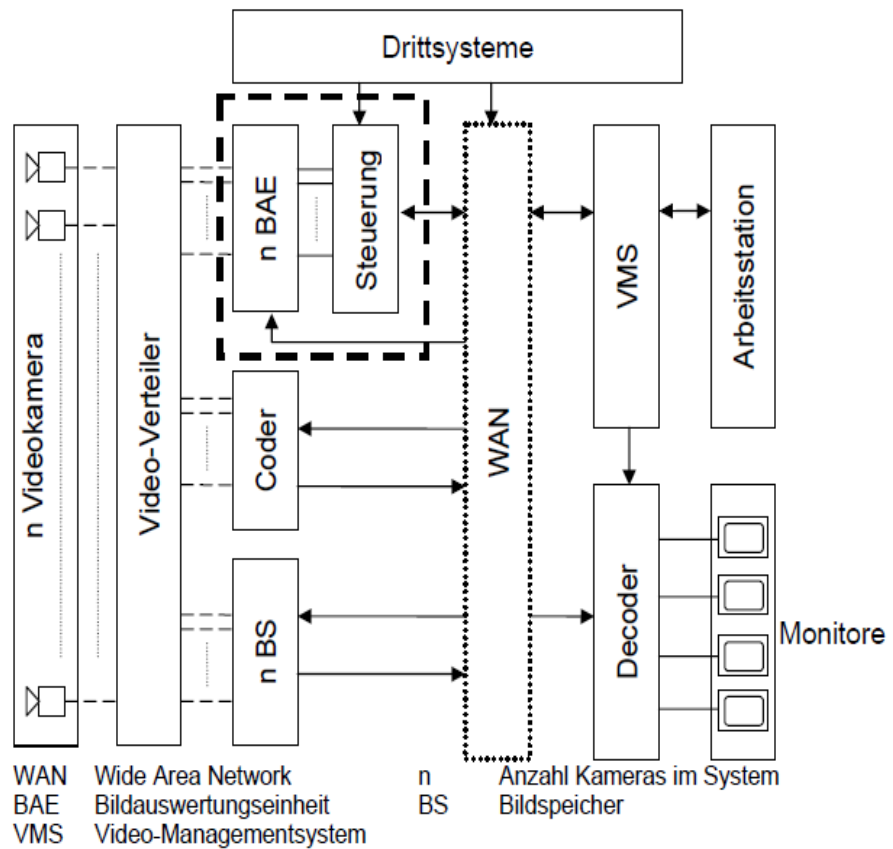 Drittsysteme
n Videokamera
Video-Verteiler
n BAE
Steuerung
Coder
n BS
WAN
VMS
Arbeitsstation
Decoder
Monitore
WAN Wide Area Network n Anzahl Kameras im System
BAE Bildauswertungseinheit BS Bildspeicher
VMS Video-Managementsystem